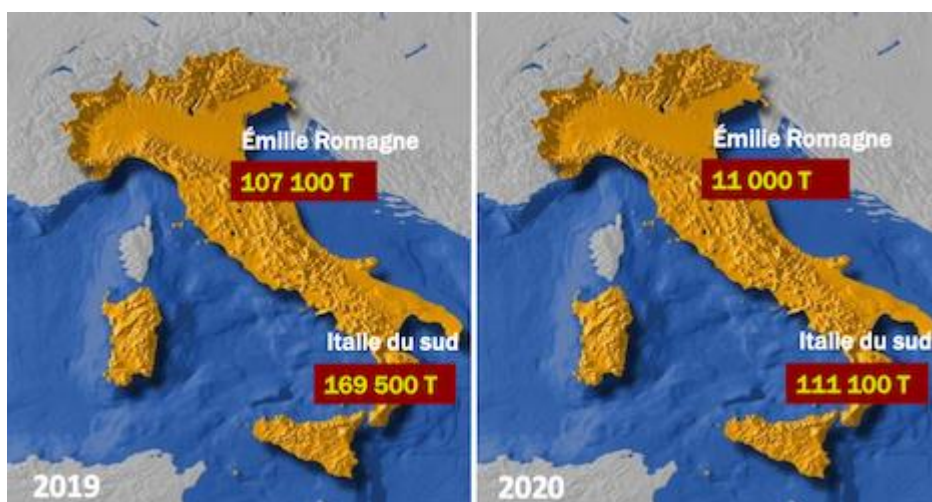 Émilie Romagne
107 100 T
Italie du sud
169 500 T
2019
Émilie Romagne
11 000 T
Italie du sud
111 100 T
2020